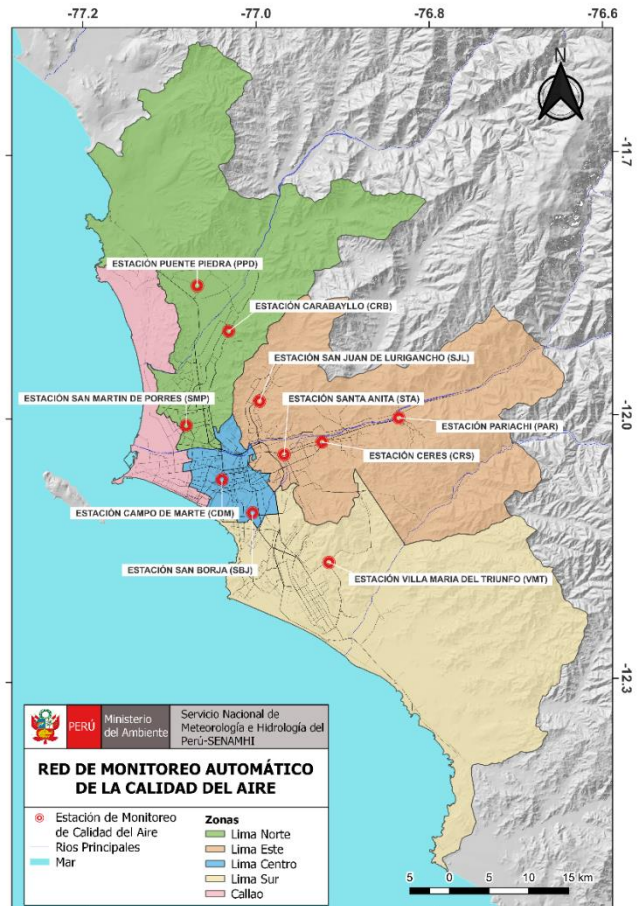 -77.2
-77.0
-76.8
-76.6
N
-11.7
ESTACIÓN PUENTE PIEDRA (PPD)
ESTACIÓN CARABAYLLO (CRB)
ESTACIÓN SAN JUAN DE LURIGANCHO (SJL)
ESTACIÓN SAN MARTIN DE PORRES (SMP)
ESTACIÓN SANTA ANITA (STA)
-12.0
ESTACIÓN PARIACHI (PAR)
ESTACIÓN CERES (CRS)
ESTACIÓN CAMPO DE MARTE (CDM)
ESTACIÓN SAN BORJA (SBJ)
ESTACIÓN VILLA MARIA DEL TRIUNFO (VMT)
-12.3
PERÚ
Ministerio
del Ambiente
Servicio Nacional de
Meteorología e Hidrología del
Perú-SENAMHI
RED DE MONITOREO AUTOMÁTICO
DE LA CALIDAD DEL AIRE
Estación de Monitoreo
de Calidad del Aire
Rios Principales
Mar
Zonas
Lima Norte
Lima Este
Lima Centro
Lima Sur
Callao
5 0 5 10 15 km